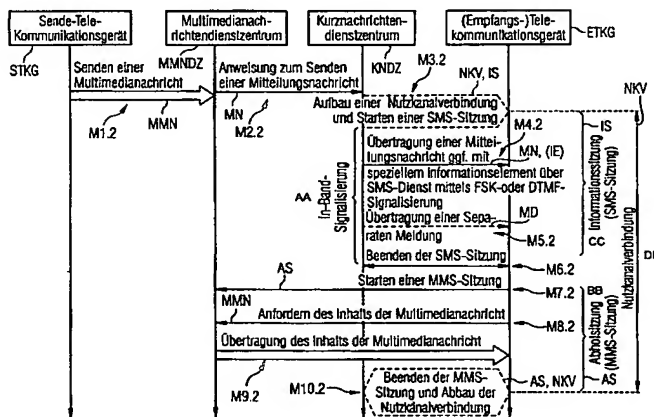 Sende-Tele-
Kommunikationsgerät
Multimedianach-
richtendienstzentrum
Kurznachrichten-
dienstzentrum
(Empfangs-)Tele-
kommunikationsgerät
ETKG
STKG
MMNDZ
KNDZ
M3.2
NKV, IS
NKV
Senden einer
Multimedianachricht
MMN
M1.2
Anweisung zum Senden
einer Mitteilungsnachricht
MN
M2.2
Aufbau einer Nutzkanalverbindung
und Starten einer SMS-Sitzung
M4.2
IS
Übertragung einer Mittei-
lungsnachricht ggf. mit
MN, (IE)
speziellem Informationselement über
SMS-Dienst mittels FSK-oder DTMF-
Signalisierung
Übertragung einer Sepa-
MD
raten Meldung
M5.2
Beenden der SMS-Sitzung
M6.2
AA
In-Band-
Signalisierung
Informationssitzung
(SMS-Sitzung)
CC
Nutzkanalverbindung
DD
AS
Starten einer MMS-Sitzung
M7.2
BB
MMN
Anfordern des Inhalts der Multimedianachricht
M8.2
Abholsitzung
(MMS-Sitzung)
Übertragung des Inhalts der Multimedianachricht
M9.2
M10.2
Beenden der MMS-
Sitzung und Abbau der
Nutzkanalverbindung
AS, NKV
AS